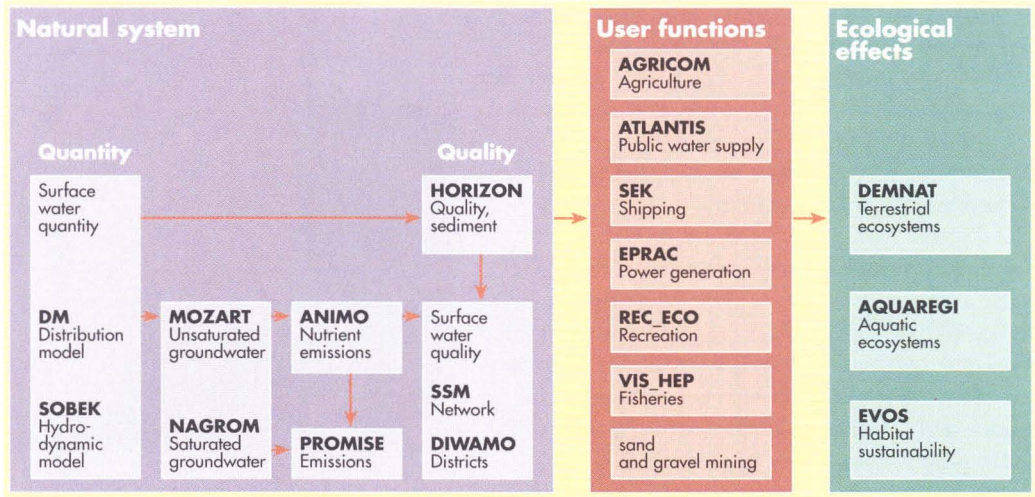 Natural system
Quantity
Quality
Surface
water
quantity
DM
Distribution
model
SOBEK
Hydro-
dynamic
model
MOZART
Unsaturated
groundwater
NAGROM
Saturated
groundwater
ANIMO
Nutrient
emissions
PROMISE
Emissions
HORIZON
Quality,
sediment
Surface
water
quality
SSM
Network
DIWAMO
Districts
User functions
AGRICOM
Agriculture
ATLANTIS
Public water supply
SEK
Shipping
EPRAC
Power generation
REC_ECO
Recreation
VIS_HEP
Fisheries
sand
and gravel mining
Ecological
effects
DEMNAT
Terrestrial
ecosystems
AQUAREGI
Aquatic
ecosystems
EVOS
Habitat
sustainability